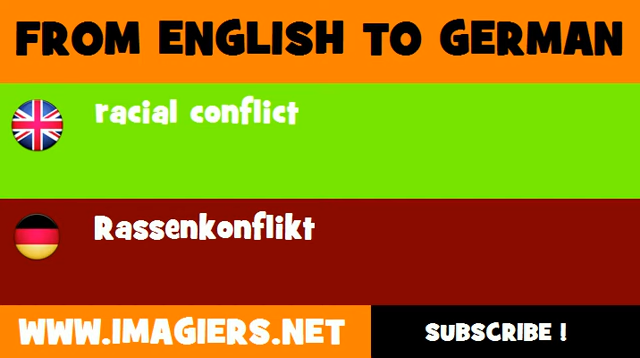 FROM ENGLISH TO GERMAN
racial conflict
Rassenkonflikt
WWW.IMAGIERS.NET
SUBSCRIBE !